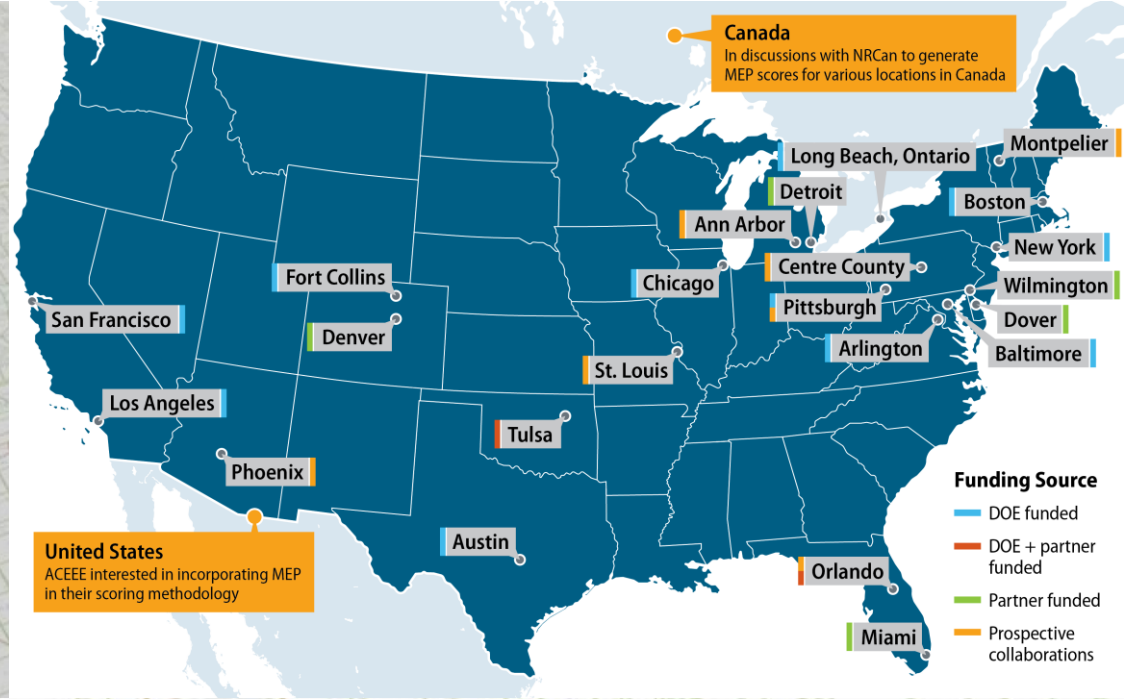 Canada
In discussions with NRCan to generate
MEP scores for various locations in Canada
Montpelier
Long Beach, Ontario
Detroit
Boston
Ann Arbor
New York
Centre County
Fort Collins
Chicago
Wilmington
Pittsburgh
San Francisco
Dover
Denver
Arlington
Baltimore
St. Louis
Los Angeles
Tulsa
Phoenix
Funding Source
DOE funded
Austin
United States
ACEEE interested in incorporating MEP
in their scoring methodology
DOE + partner
funded
Orlando
Partner funded
Miami
Prospective
collaborations